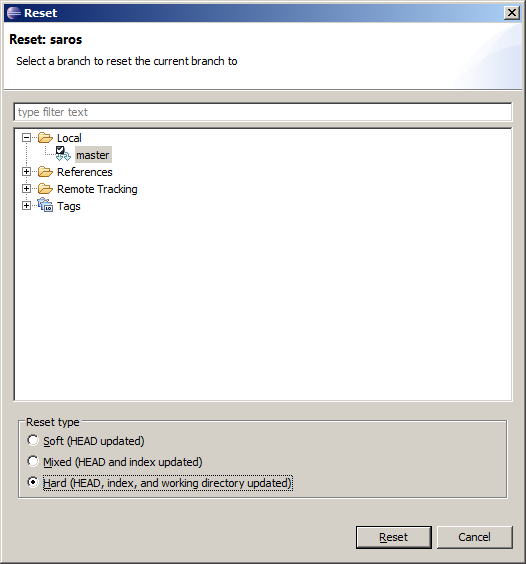 Reset
Reset: saros
Select a branch to reset the current branch to
type filter text
Local
master
References
Remote Tracking
Tags
Reset type
Soft (HEAD updated)
Mixed (HEAD and index updated)
Hard (HEAD, index, and working directory updated)
Reset Cancel